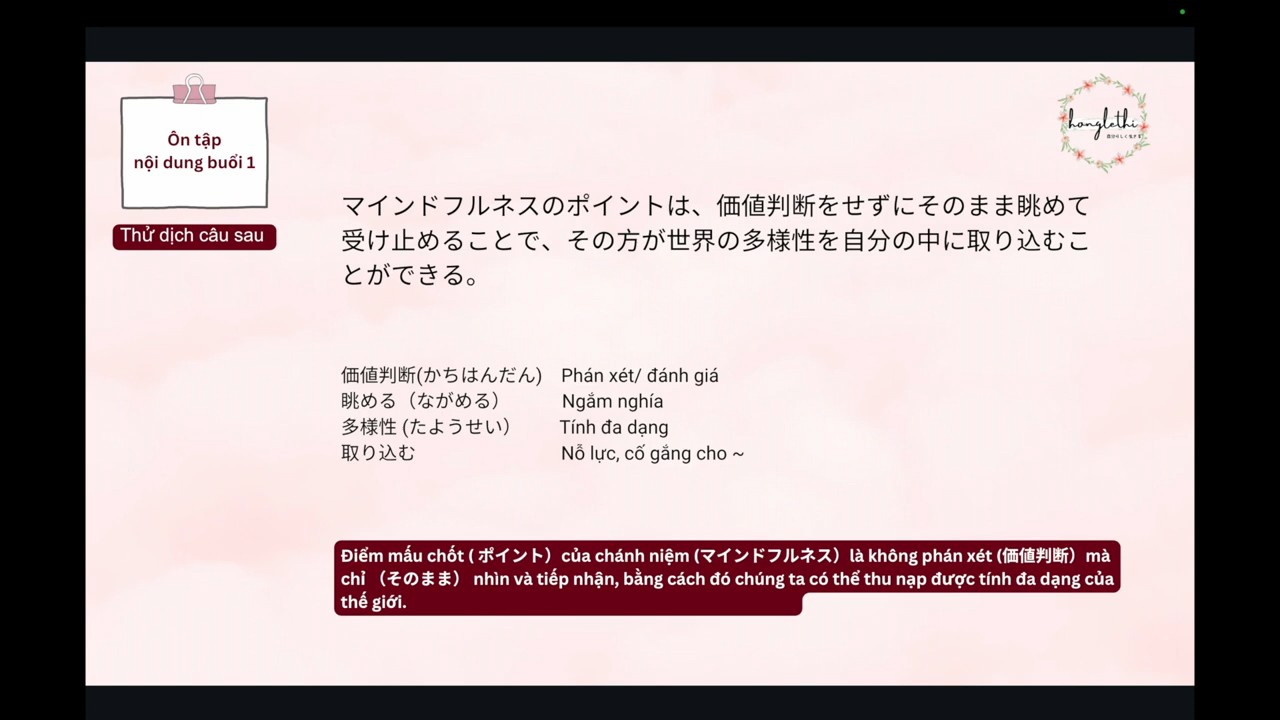 Ôn tập
nội dung buổi 1
Thử dịch câu sau
honglethi
マインドフルネスのポイントは、価値判断をせずにそのまま眺めて
受け止めることで、その方が世界の多様性を自分の中に取り込むこ
とができる。
価値判断(かちはんだん) Phán xét/ đánh giá
眺める（ながめる） Ngắm nghía
多様性 (たようせい） Tính đa dạng
取り込む Nỗ lực, cố gắng cho ~
Điểm mấu chốt ( ポイント）của chánh niệm (マインドフルネス）là không phán xét (価値判断）mà
chỉ （そのまま） nhìn và tiếp nhận, bằng cách đó chúng ta có thể thu nạp được tính đa dạng của
thế giới.